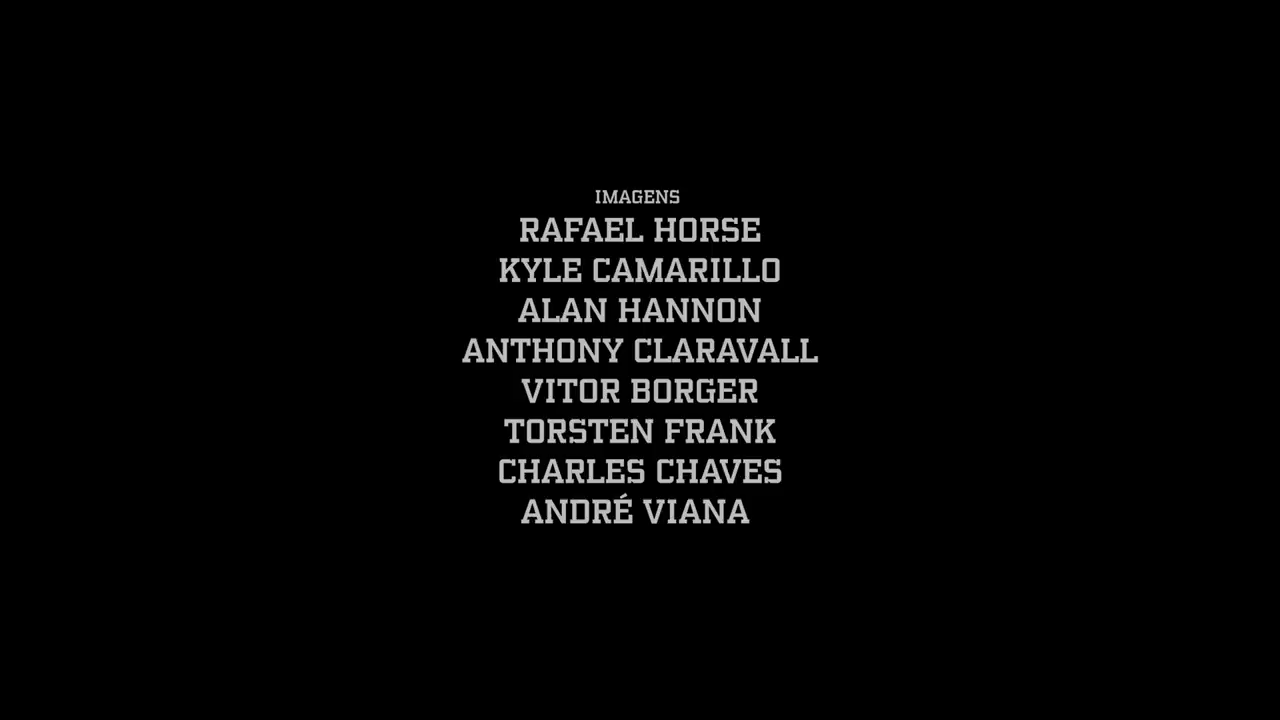 IMAGENS
RAFAEL HORSE
KYLE CAMARILLO
ALAN HANNON
ANTHONY CLARAVALL
VITOR BORGER
TORSTEN FRANK
CHARLES CHAVES
ANDRÉ VIANA